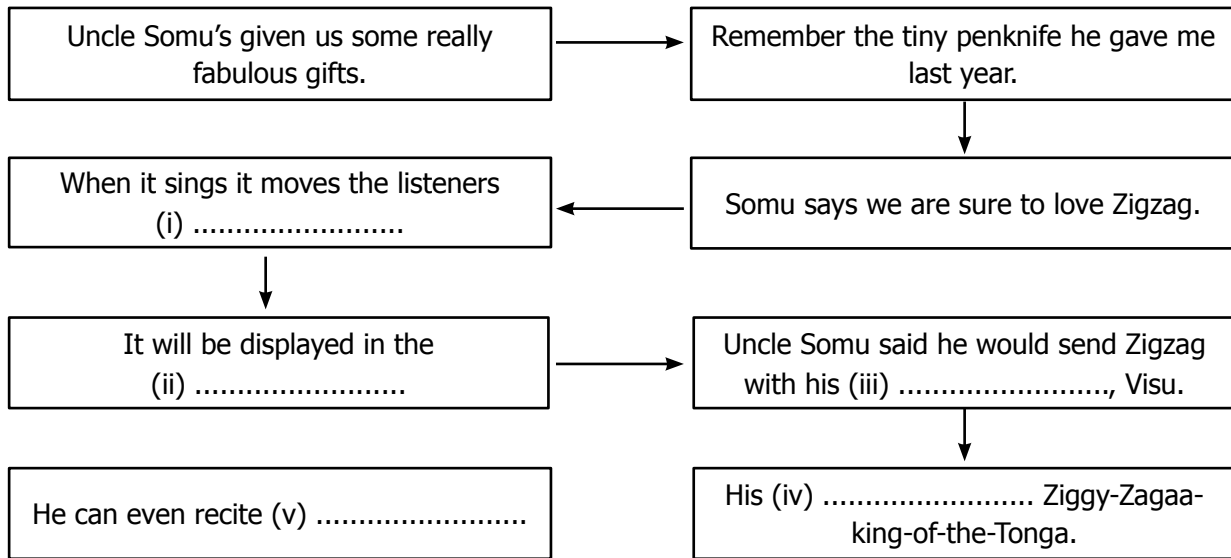 Uncle Somu’s given us some really
fabulous gifts.
Remember the tiny penknife he gave me
last year.
Somu says we are sure to love Zigzag.
When it sings it moves the listeners
(i) .........................
It will be displayed in the
(ii) .........................
Uncle Somu said he would send Zigzag
with his (iii) ........................., Visu.
His (iv) ......................... Ziggy-Zagaa-
king-of-the-Tonga.
He can even recite (v) .........................